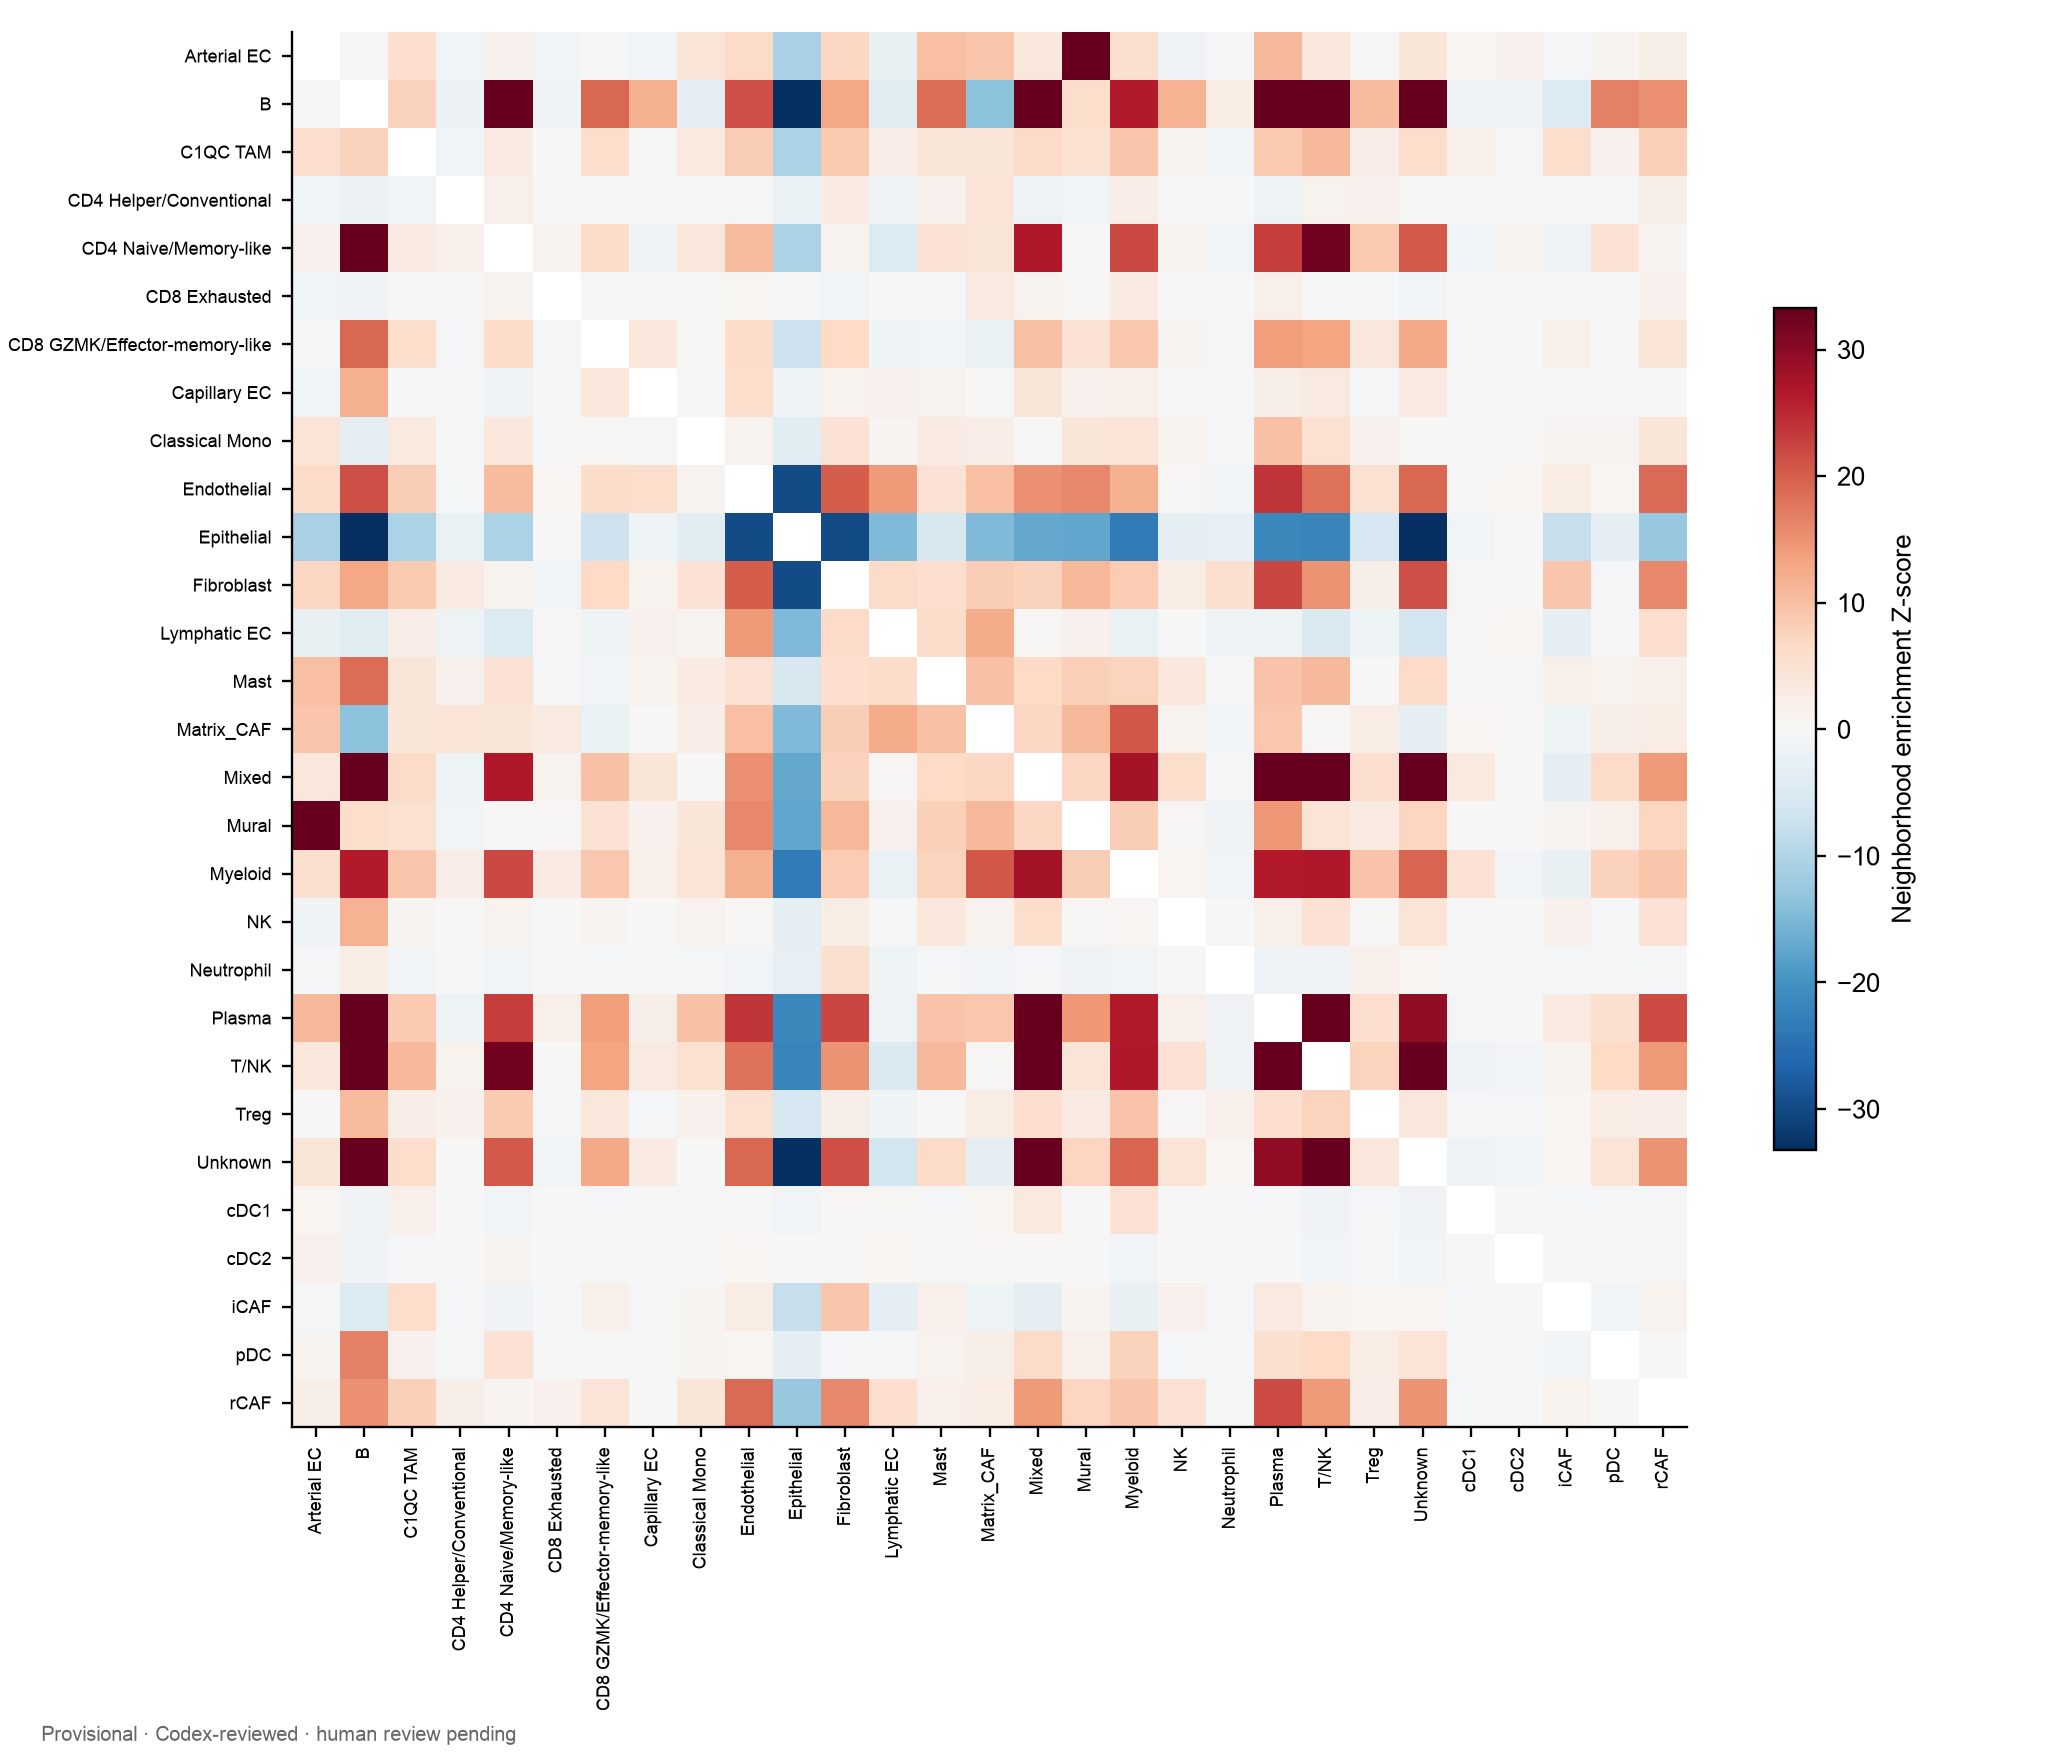 Arterial EC
B
C1QC TAM
CD4 Helper/Conventional
CD4 Naive/Memory-like
CD8 Exhausted
CD8 GZMK/Effector-memory-like
Capillary EC
Classical Mono
Endothelial
Epithelial
Fibroblast
Lymphatic EC
Mast
Matrix_CAF
Mixed
Mural
Myeloid
NK
Neutrophil
Plasma
T/NK
Treg
Unknown
cDC1
cDC2
iCAF
pDC
rCAF
Arterial EC
B
C1QC TAM
CD4 Helper/Conventional
CD4 Naive/Memory-like
CD8 Exhausted
CD8 GZMK/Effector-memory-like
Capillary EC
Classical Mono
Endothelial
Epithelial
Fibroblast
Lymphatic EC
Mast
Matrix_CAF
Mixed
Mural
Myeloid
NK
Neutrophil
Plasma
T/NK
Treg
Unknown
cDC1
cDC2
iCAF
pDC
rCAF
30
20
10
0
−10
−20
−30
Neighborhood enrichment Z-score
Provisional · Codex-reviewed · human review pending